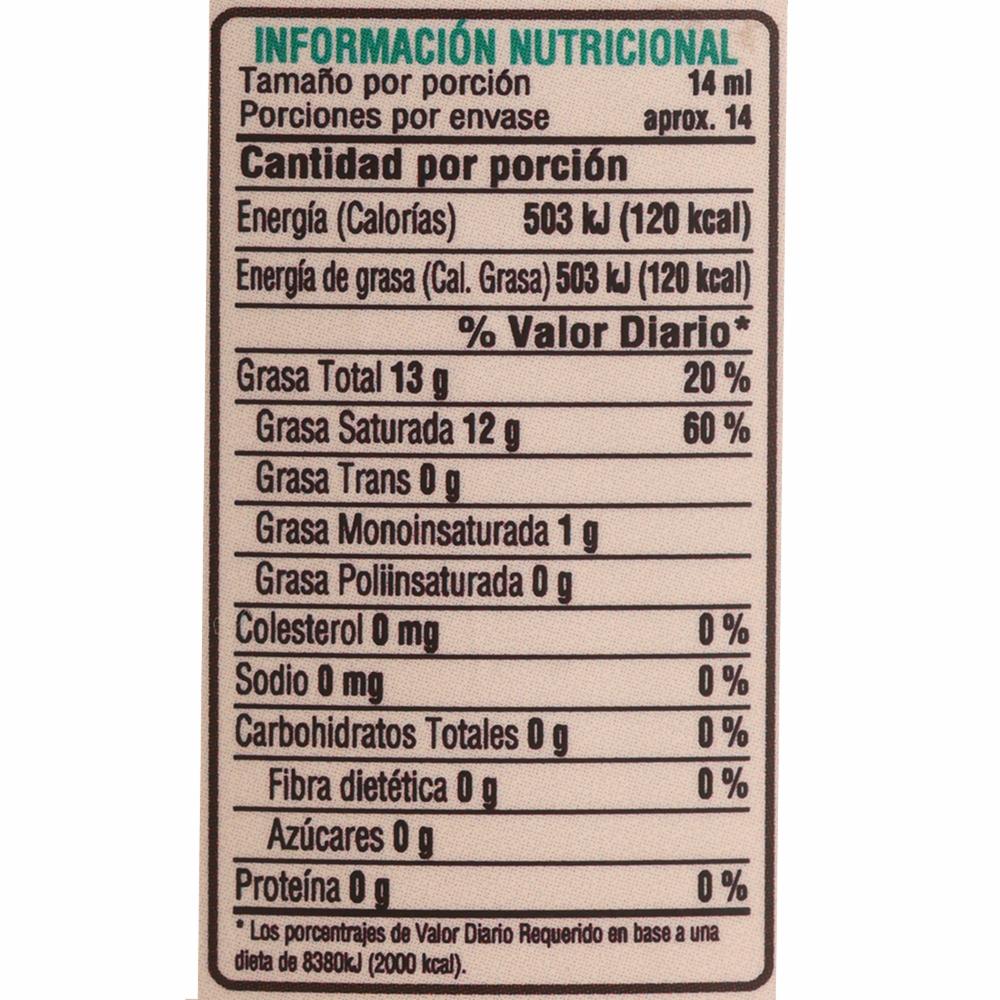 INFORMACIÓN NUTRICIONAL
Tamaño por porción 14 ml
Porciones por envase aprox. 14
Cantidad por porción
Energía (Calorías) 503 kJ (120 kcal)
Energía de grasa (Cal. Grasa) 503 kJ (120 kcal)
% Valor Diario*
Grasa Total 13 g 20 %
Grasa Saturada 12 g 60 %
Grasa Trans 0 g
Grasa Monoinsaturada 1 g
Grasa Poliinsaturada 0 g
Colesterol 0 mg 0 %
Sodio 0 mg 0 %
Carbohidratos Totales 0 g 0 %
Fibra dietética 0 g 0 %
Azúcares 0 g
Proteína 0 g 0 %
* Los porcentrajes de Valor Diario Requerido en base a una
dieta de 8380kJ (2000 kcal).